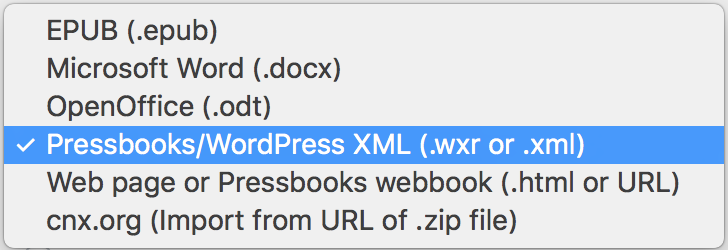 EPUB (.epub)
Microsoft Word (.docx)
OpenOffice (.odt)
✓ Pressbooks/WordPress XML (.wxr or .xml)
Web page or Pressbooks webbook (.html or URL)
cnx.org (Import from URL of .zip file)